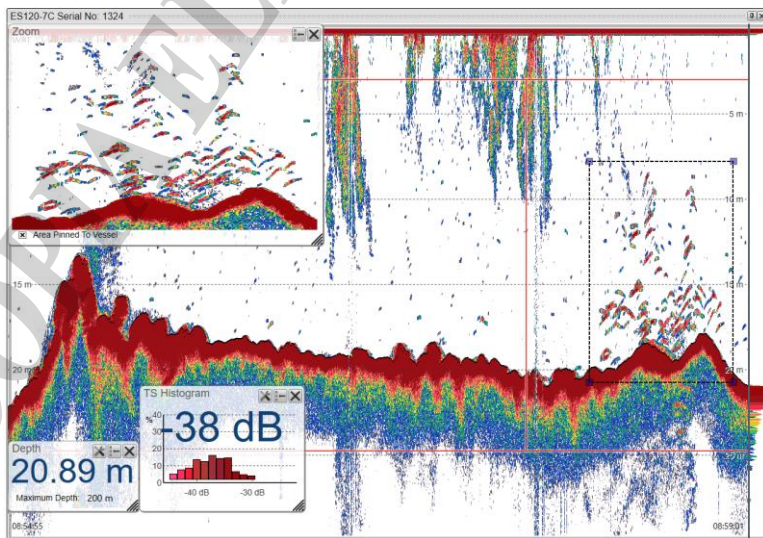 ES120-7C Serial No: 1324
Zoom
5 m
10 m
Area Pinned To Vessel
15 m
15 m
20 m
TS Histogram
%
40
-38 dB
30
20
10
0
-40 dB
-30 dB
Depth
20.89 m
Maximum Depth: 200 m
08:54:55
08:59:01